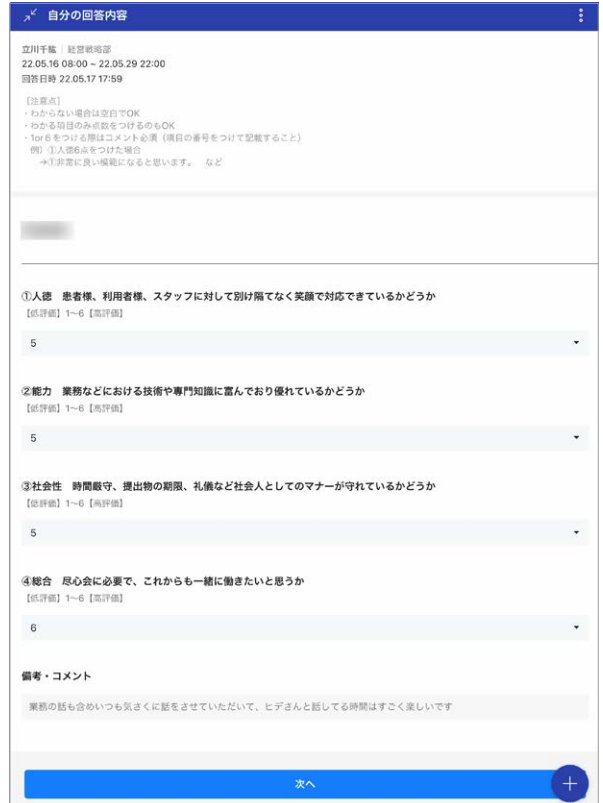 自分の回答内容
立川千紘 | 経営戦略部
22.05.16 08:00 ~ 22.05.29 22:00
回答日時 22.05.17 17:59
[注意点]
・わからない場合は空白でOK
・わかる項目のみ点数をつけるのもOK
・1or６をつける際はコメント必須（項目の番号をつけて記載すること）
例）①人徳6点をつけた場合
→①非常に良い模範になると思います。 など
①人徳 患者様、利用者様、スタッフに対して別け隔てなく笑顔で対応できているかどうか
【低評価】1～6【高評価】
5
②能力 業務などにおける技術や専門知識に富んでおり優れているかどうか
【低評価】1～6【高評価】
5
③社会性 時間厳守、提出物の期限、礼儀など社会人としてのマナーが守れているかどうか
【低評価】1～6【高評価】
5
④総合 尽心会に必要で、これからも一緒に働きたいと思うか
【低評価】1～6【高評価】
6
備考・コメント
業務の話も含めいつも気さくに話をさせていただいて、ヒデさんと話してる時間はすごく楽しいです
次へ